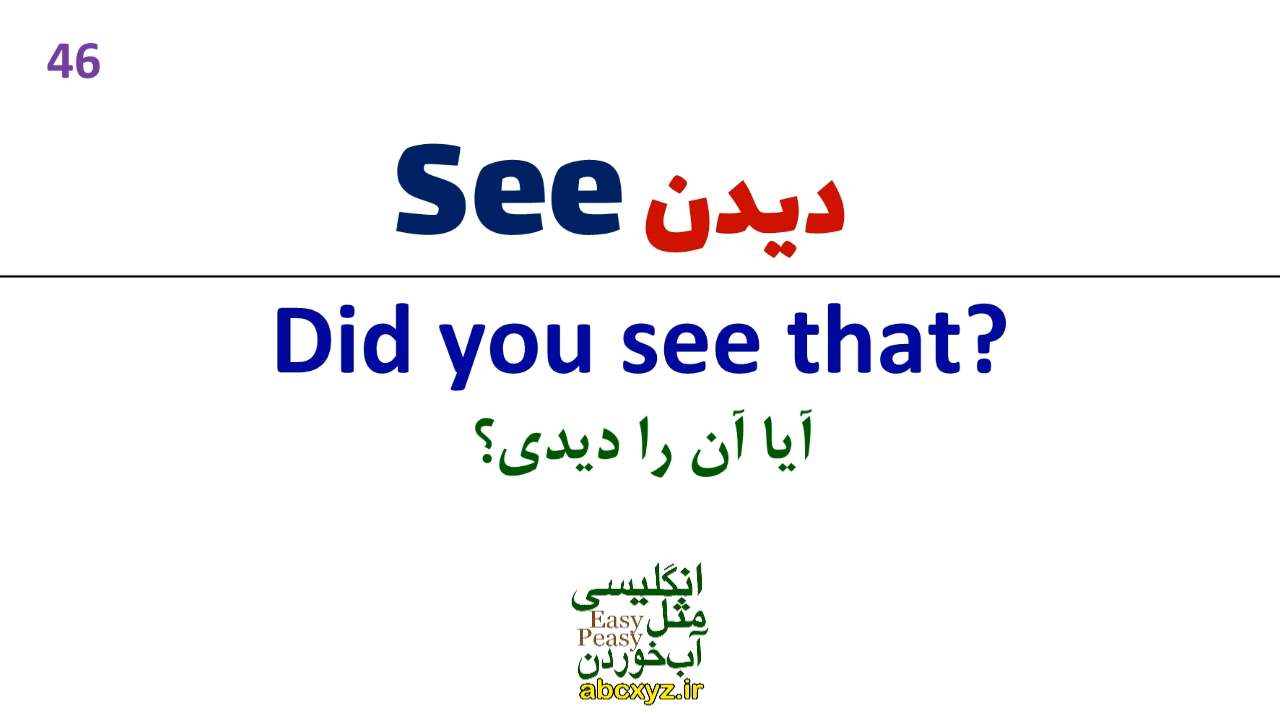 46
See دیدن
Did you see that?
آیا آن را دیدی؟
انگلیسی
مثل Easy
Peasy
آب‌خوردن
abcxyz.ir